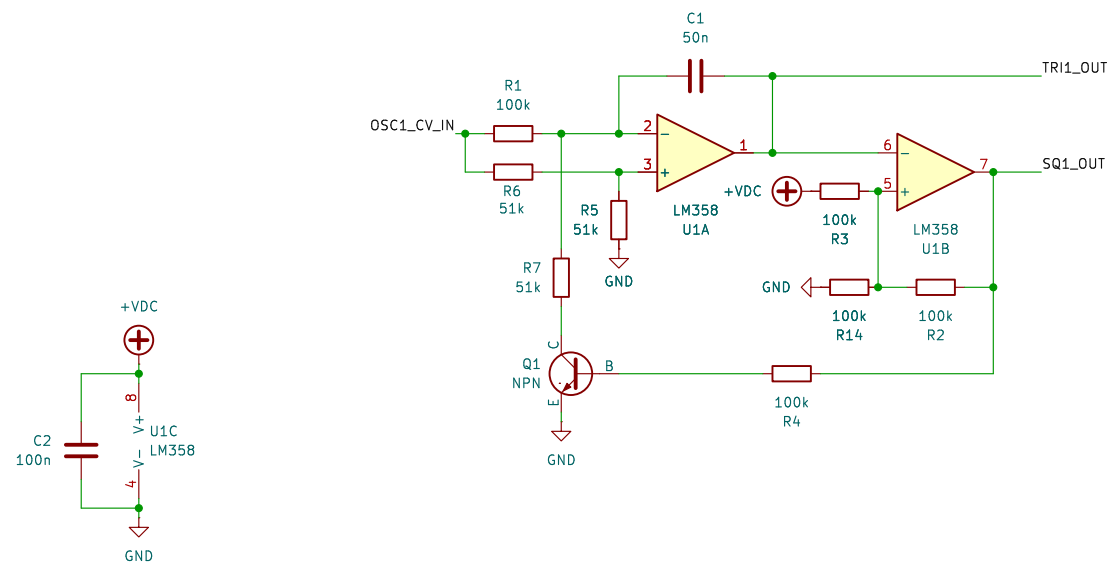 C1
50n
TRI1_OUT
R1
100k
OSC1_CV_IN
2
−
3
+
1
LM358
U1A
R6
51k
R5
51k
GND
6
−
5
+
7
SQ1_OUT
LM358
U1B
+VDC
100k
R3
GND
100k
R14
100k
R2
R7
51k
Q1
NPN
C
B
E
GND
100k
R4
+VDC
8
V+
U1C
LM358
V−
4
C2
100n
GND